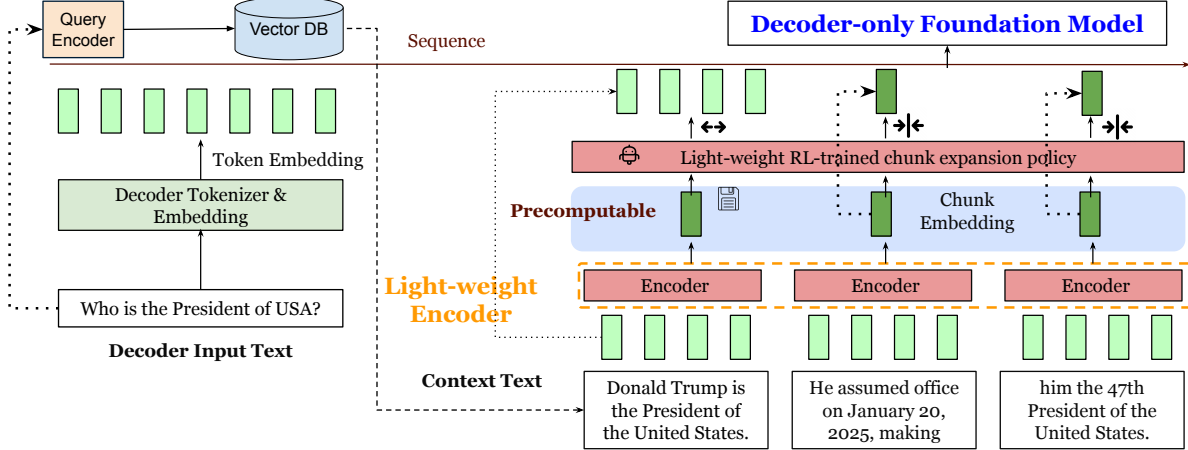 Query
Encoder
Vector DB
Sequence
Decoder-only Foundation Model
Token Embedding
Decoder Tokenizer &
Embedding
Who is the President of USA?
Decoder Input Text
Light-weight RL-trained chunk expansion policy
Precomputable
Chunk
Embedding
Light-weight
Encoder
Encoder
Encoder
Encoder
Context Text
Donald Trump is
the President of
the United States.
He assumed office
on January 20,
2025, making
him the 47th
President of the
United States.